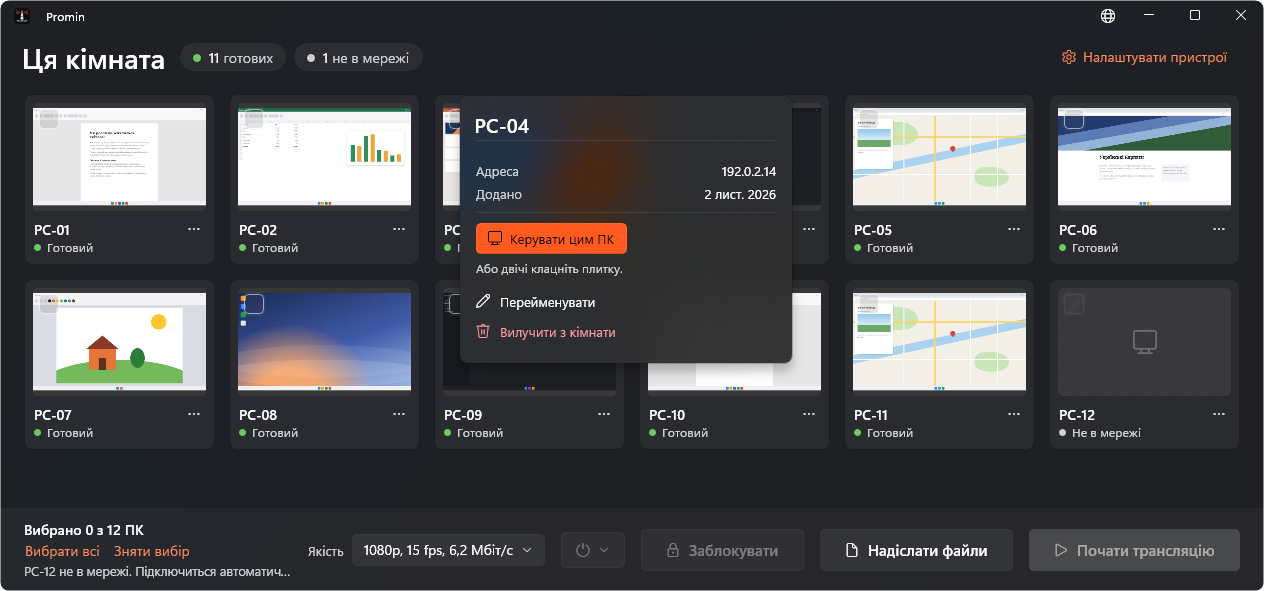 Promin
Ця кімната
11 готових
1 не в мережі
Налаштувати пристрої
PC-04
Адреса
192.0.2.14
Додано
2 лист. 2026
Керувати цим ПК
Або двічі клацніть плитку.
Перейменувати
Вилучити з кімнати
PC-01
Готовий
PC-02
Готовий
PC-05
Готовий
PC-06
Готовий
Українські Карпати
PC-07
Готовий
PC-08
Готовий
PC-09
Готовий
PC-10
Готовий
PC-11
Готовий
PC-12
Не в мережі
Вибрано 0 з 12 ПК
Вибрати всі
Зняти вибір
PC-12 не в мережі. Підключиться автоматич...
Якість
1080p, 15 fps, 6,2 Мбіт/с
Заблокувати
Надіслати файли
Почати трансляцію